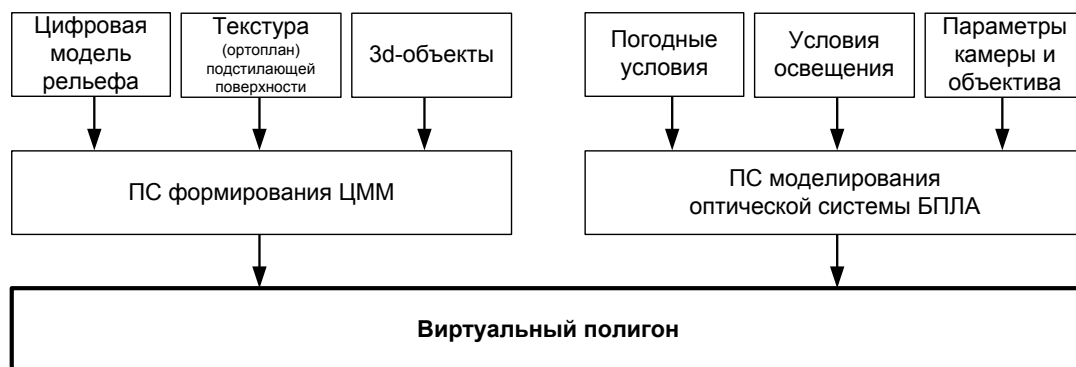 Цифровая
модель
рельефа
Текстура
(ортоплан)
подстилающей
поверхности
3d-объекты
Погодные
условия
Условия
освещения
Параметры
камеры и
объектива
ПС формирования ЦММ
ПС моделирования
оптической системы БПЛА
Виртуальный полигон